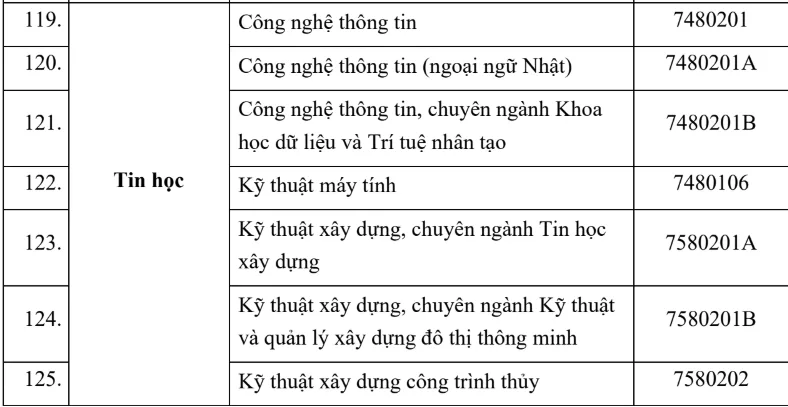 119. Công nghệ thông tin 7480201
120. Công nghệ thông tin (ngoại ngữ Nhật) 7480201A
121. Công nghệ thông tin, chuyên ngành Khoa
học dữ liệu và Trí tuệ nhân tạo 7480201B
Tin học
122. Kỹ thuật máy tính 7480106
123. Kỹ thuật xây dựng, chuyên ngành Tin học
xây dựng 7580201A
124. Kỹ thuật xây dựng, chuyên ngành Kỹ thuật
và quản lý xây dựng đô thị thông minh 7580201B
125. Kỹ thuật xây dựng công trình thủy 7580202